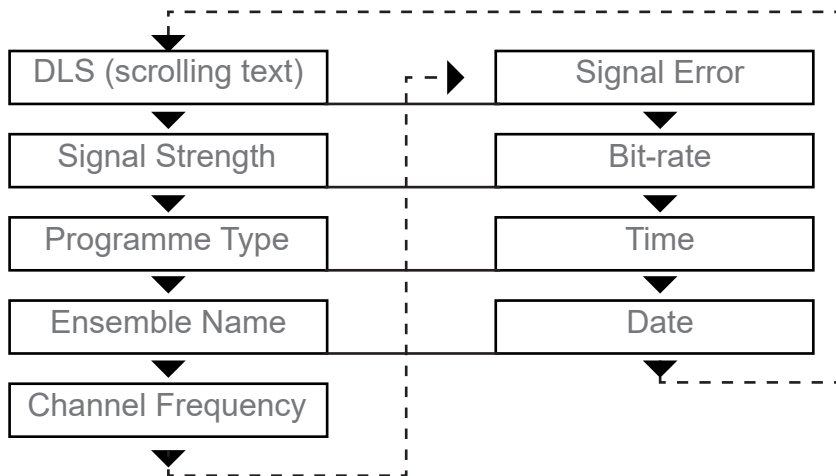 DLS (scrolling text)
Signal Strength
Programme Type
Ensemble Name
Channel Frequency
Signal Error
Bit-rate
Time
Date